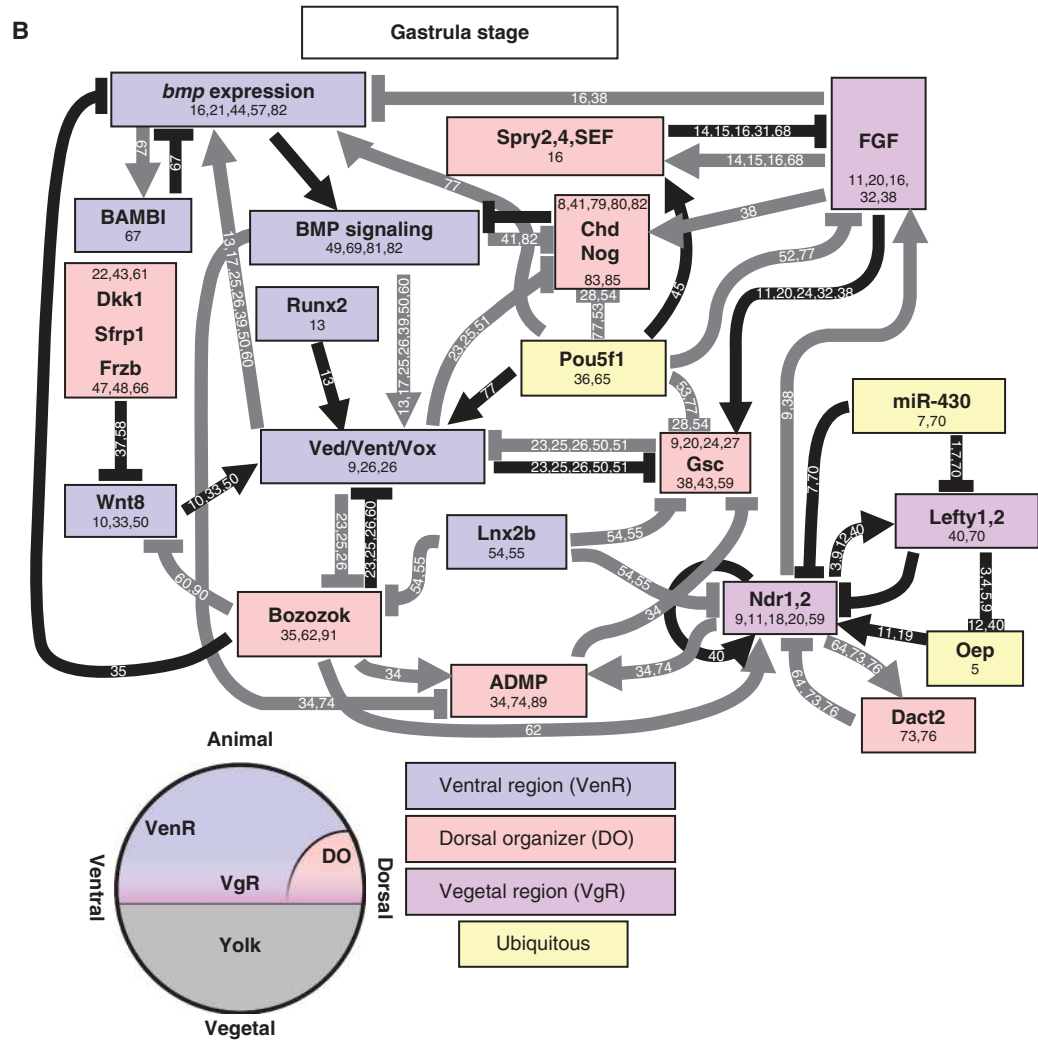 B
Gastrula stage
bmp expression
16,21,44,57,82
16,38
Spry2,4,SEF
16
14,15,16,31,68
14,15,16,68
FGF
11,20,16,
32,38
67
67
BAMBI
67
77
BMP signaling
49,69,81,82
41,82
8,41,79,80,82
Chd
Nog
83,85
38
52,77
22,43,61
Dkk1
Sfrp1
Frzb
47,48,66
13,17,25,26,39,50,60
Runx2
13
13
13,17,25,26,39,50,60
23,25,51
28,54
77,53
45
11,20,24,32,38
Pou5f1
36,65
77
53,77
28,54
9,38
miR-430
7,70
37,58
Ved/Vent/Vox
9,26,26
23,25,26,50,51
23,25,26,50,51
9,20,24,27
Gsc
38,43,59
7,70
1,7,70
Wnt8
10,33,50
10,33,50
23,25,26
23,25,26,60
Lnx2b
54,55
54,55
54,55
54,55
3,9,12,40
Lefty1,2
40,70
60,90
Bozozok
35,62,91
34
Ndr1,2
9,11,18,20,59
3,4,5,9
12,40
11,19
Oep
5
35
34
34,74
ADMP
34,74,89
34,74
40
64,73,76
64,73,76
Dact2
73,76
62
Animal
VenR
DO
VgR
Yolk
Ventral
Dorsal
Vegetal
Ventral region (VenR)
Dorsal organizer (DO)
Vegetal region (VgR)
Ubiquitous